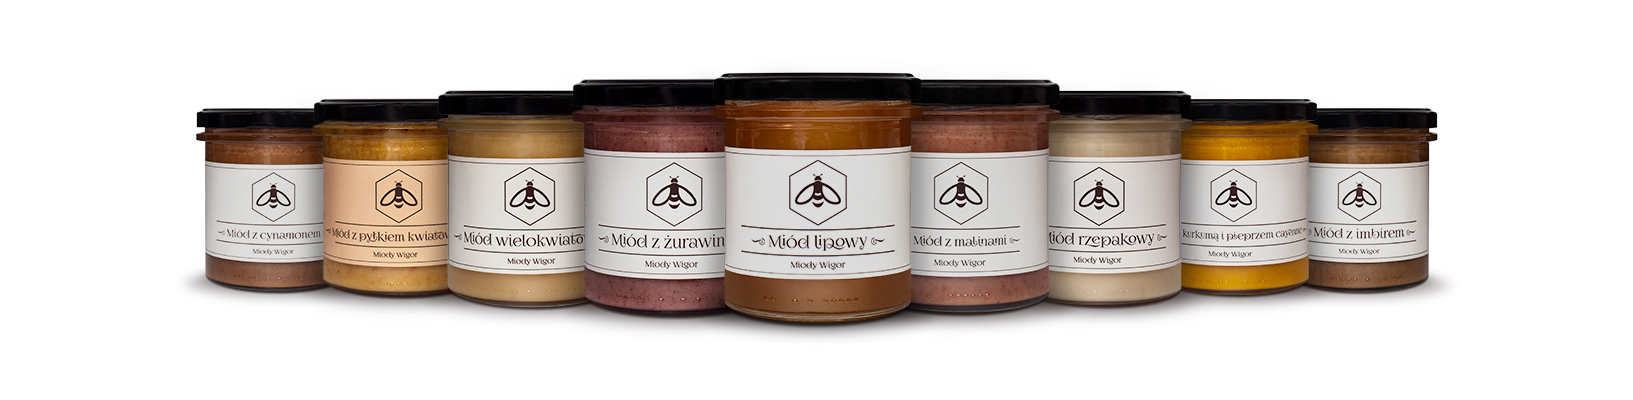 Miód z cynamonem
Miody Wigor
Miód z pyłkiem kwiatow
Miody Wigor
Miód wielokwiato
Miody Wigor
Miód z żurawin
Miody Wigor
Miód lipowy
Miody Wigor
Miód z malinami
Miody Wigor
iód rzepakowy
Miody Wigor
kurkumą i pieprzem cayenne
Miody Wigor
Miód z imbirem
Miody Wigor